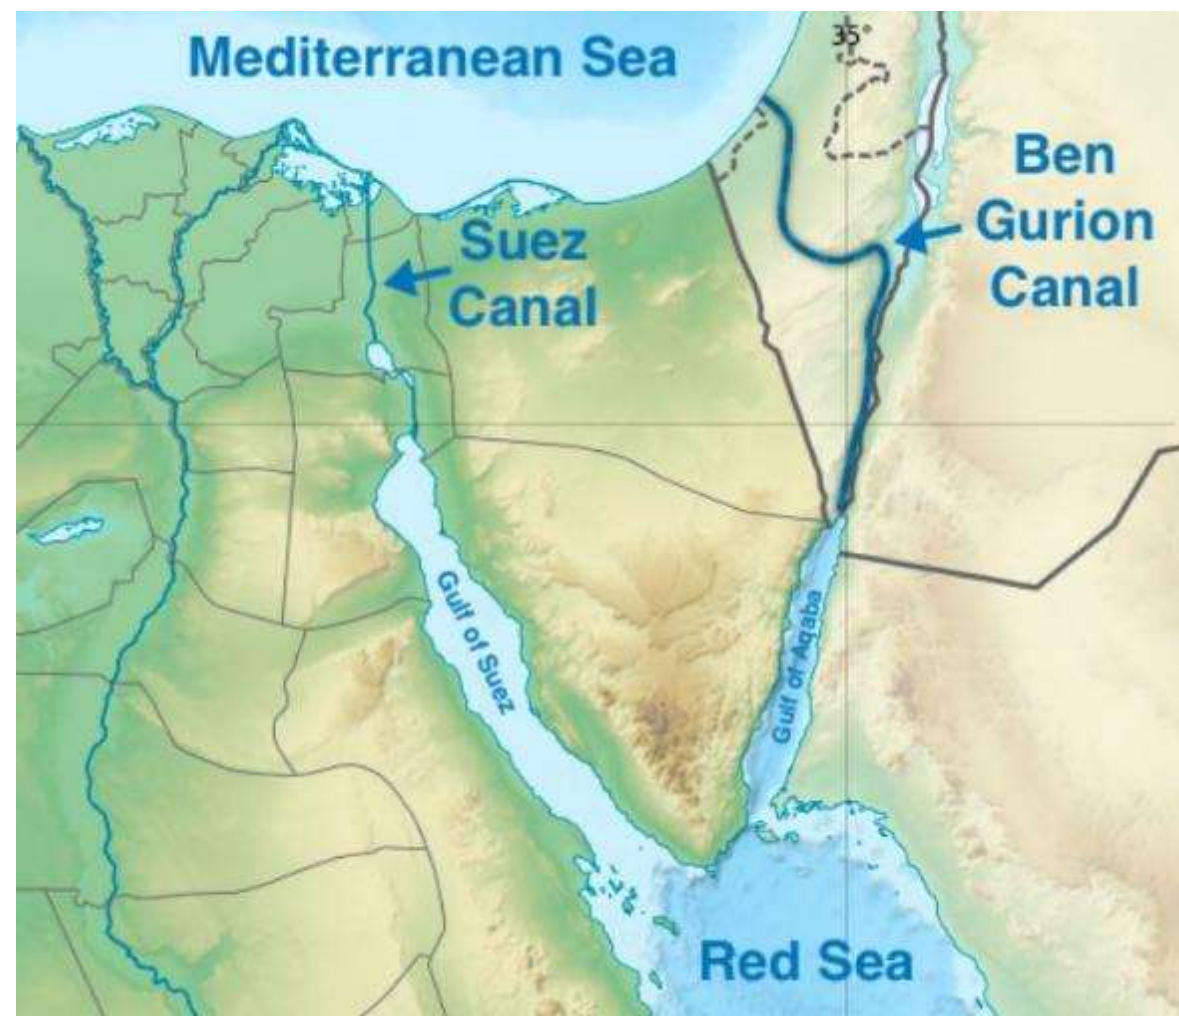 35°
Mediterranean Sea
Ben
Gurion
Canal
Suez
Canal
Gulf of Suez
Gulf of Aqaba
Red Sea